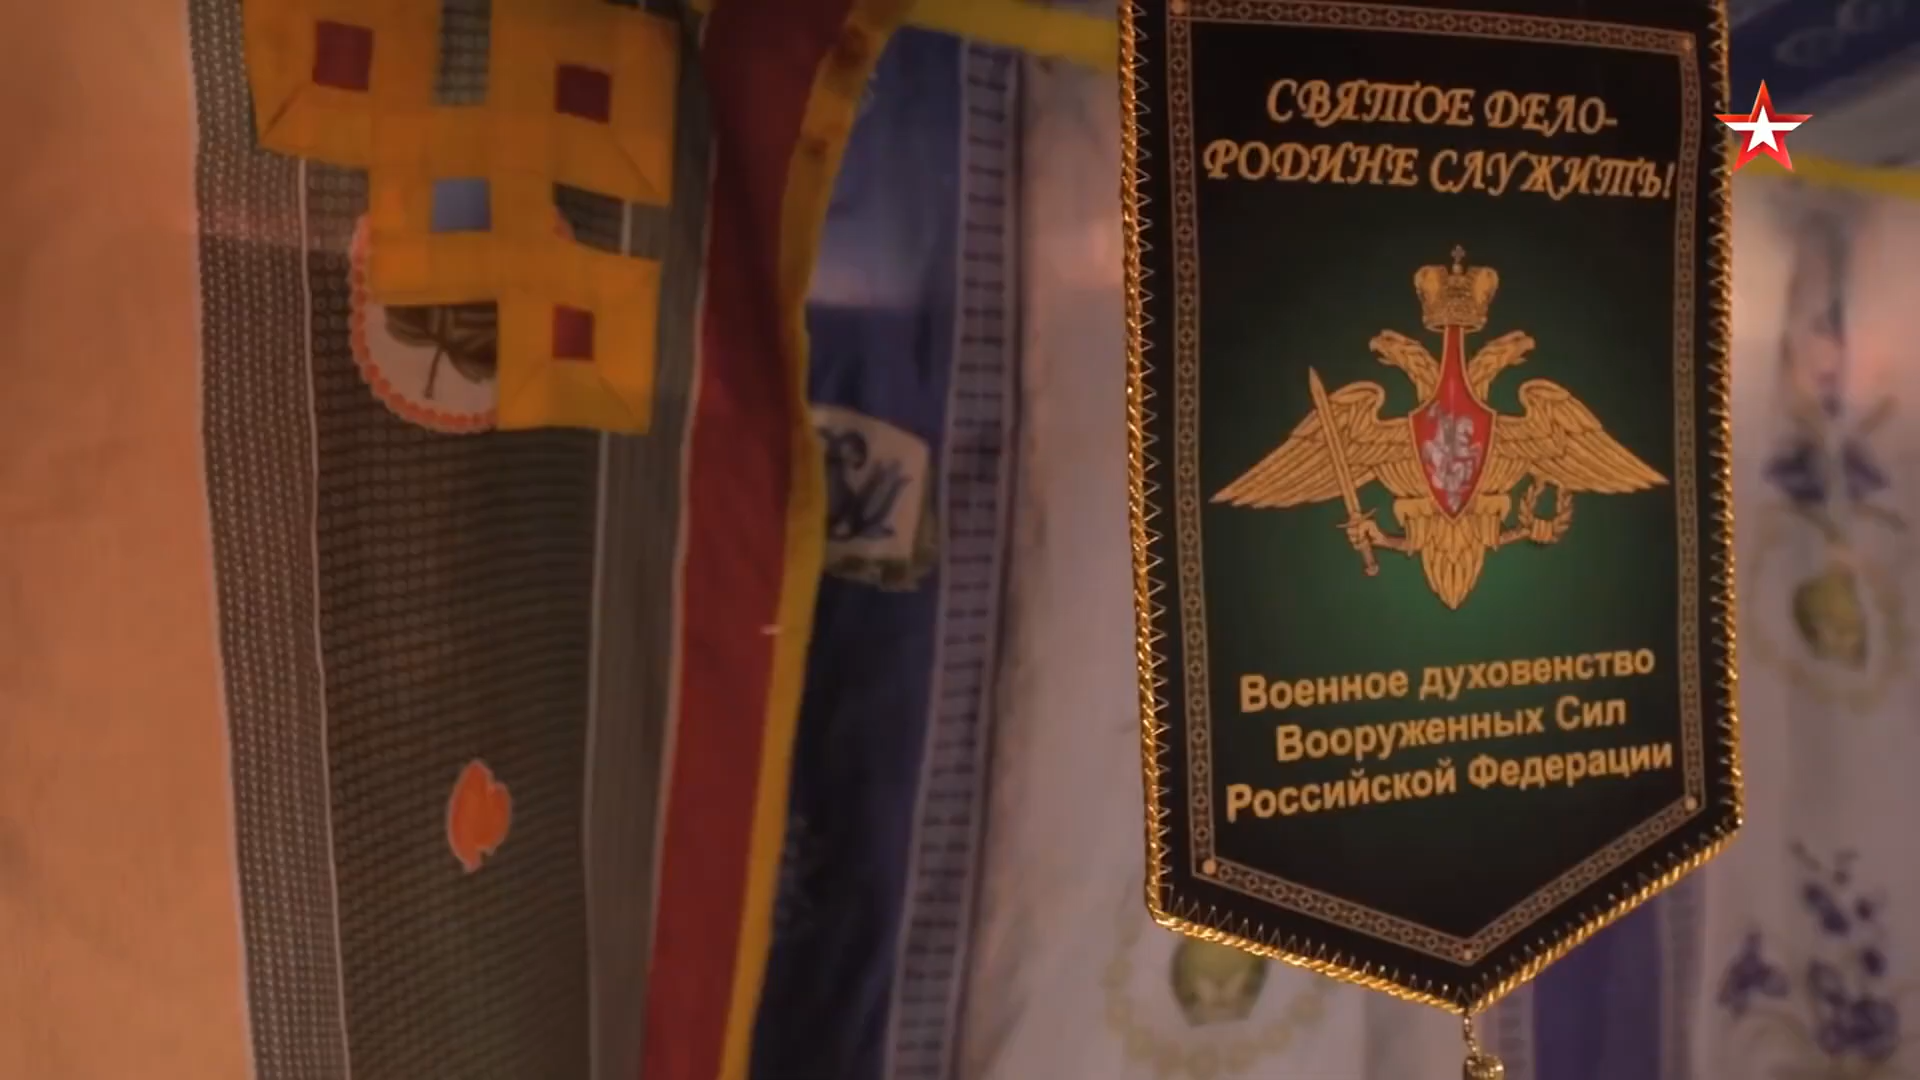 СВЯТОЕ ДЕЛО-
РОДИНЕ СЛУЖИТЬ!
Военное духовенство
Вооруженных Сил
Российской Федерации